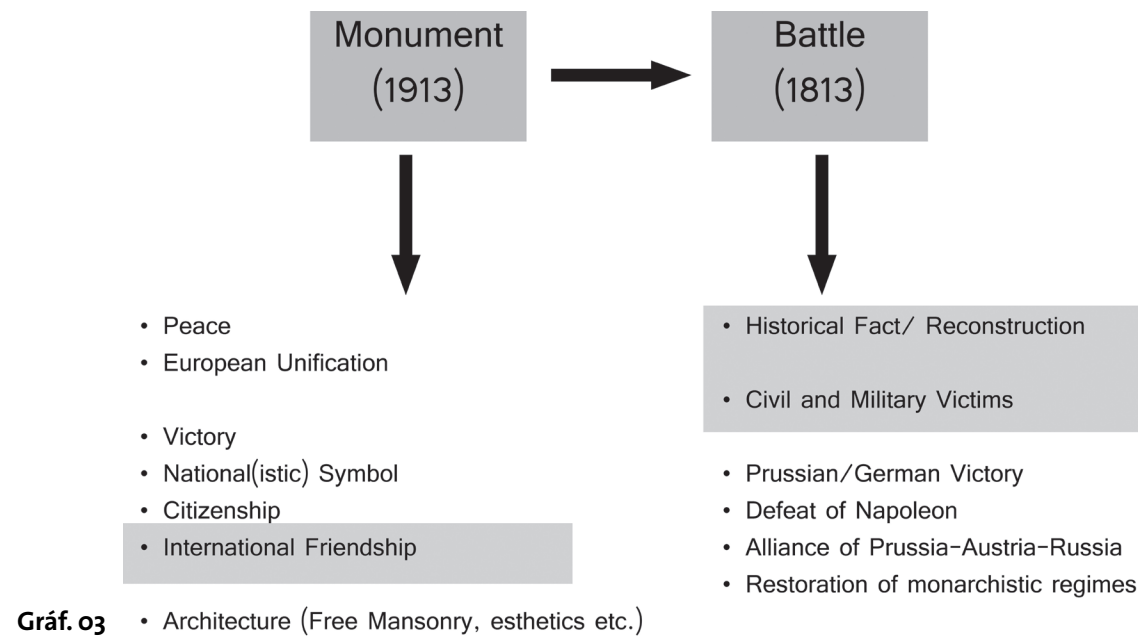 Monument
(1913)
Battle
(1813)
• Peace
• European Unification
• Victory
• National(istic) Symbol
• Citizenship
• International Friendship
• Architecture (Free Mansonry, esthetics etc.)
• Historical Fact/ Reconstruction
• Civil and Military Victims
• Prussian/German Victory
• Defeat of Napoleon
• Alliance of Prussia-Austria-Russia
• Restoration of monarchistic regimes
Gráf. 03